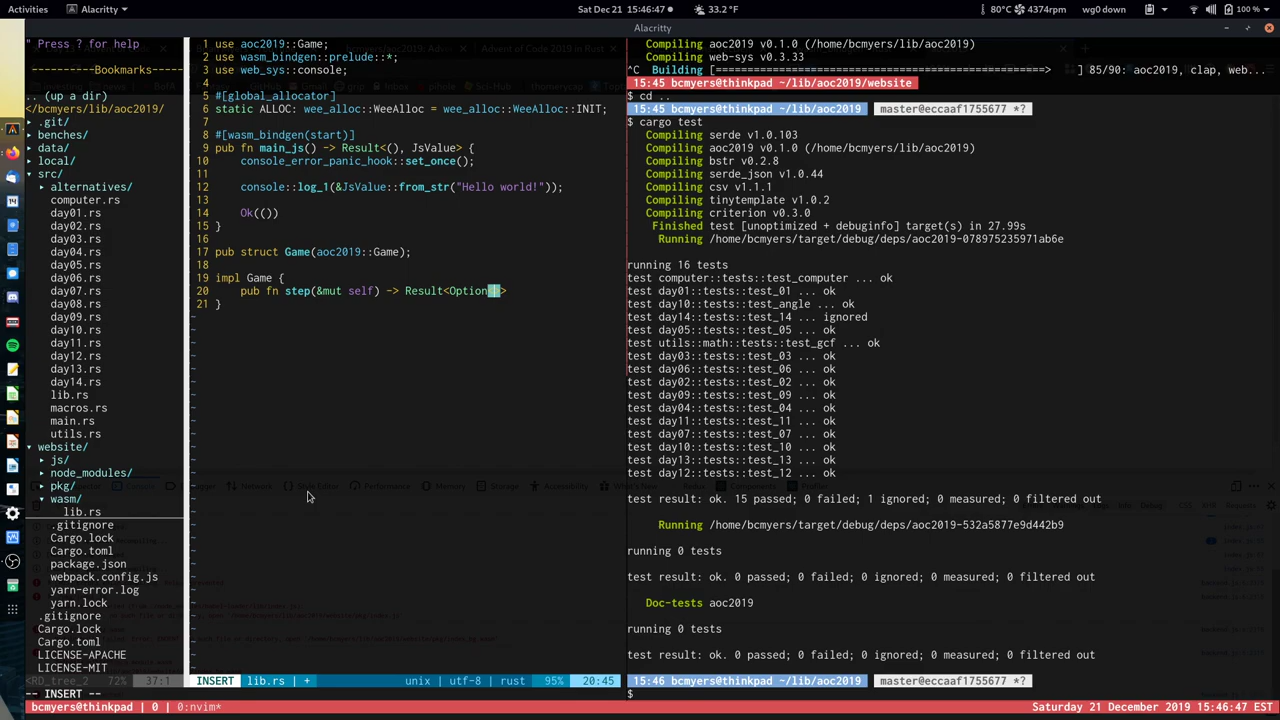 Activities
Alacritty
Sat Dec 21 15:46:47
33.2 °F
80°C
4374rpm
wg0 down
100 %
Alacritty
" Press ? for help
----------Bookmarks-----
.. (up a dir)
</bcmyers/lib/aoc2019/
▸ .git/
▸ benches/
▸ data/
▸ local/
▾ src/
▸ alternatives/
computer.rs
day01.rs
day02.rs
day03.rs
day04.rs
day05.rs
day06.rs
day07.rs
day08.rs
day09.rs
day10.rs
day11.rs
day12.rs
day13.rs
day14.rs
lib.rs
macros.rs
main.rs
utils.rs
▾ website/
▸ js/
▸ node_modules/
▸ pkg/
▾ wasm/
lib.rs
.gitignore
Cargo.lock
Cargo.toml
package.json
webpack.config.js
yarn-error.log
yarn.lock
.gitignore
Cargo.lock
Cargo.toml
LICENSE-APACHE
LICENSE-MIT
<RD_tree_2 72% 37:1
-- INSERT --
1 use aoc2019::Game;
2 use wasm_bindgen::prelude::*;
3 use web_sys::console;
4
5 #[global_allocator]
6 static ALLOC: wee_alloc::WeeAlloc = wee_alloc::WeeAlloc::INIT;
7
8 #[wasm_bindgen(start)]
9 pub fn main_js() -> Result<(), JsValue> {
10 console_error_panic_hook::set_once();
11
12 console::log_1(&JsValue::from_str("Hello world!"));
13
14 Ok(())
15 }
16
17 pub struct Game(aoc2019::Game);
18
19 impl Game {
20 pub fn step(&mut self) -> Result<Option<>>
21 }
~
INSERT lib.rs | + unix | utf-8 | rust 95% 20:45
Compiling aoc2019 v0.1.0 (/home/bcmyers/lib/aoc2019)
Compiling web-sys v0.3.33
^C Building [====================================================> ] 85/90: aoc2019, clap, web...
15:45 bcmyers@thinkpad ~/lib/aoc2019/website
$ cd ..
15:45 bcmyers@thinkpad ~/lib/aoc2019 master@eccaaf1755677 *?
$ cargo test
Compiling serde v1.0.103
Compiling aoc2019 v0.1.0 (/home/bcmyers/lib/aoc2019)
Compiling bstr v0.2.8
Compiling serde_json v1.0.44
Compiling csv v1.1.1
Compiling tinytemplate v1.0.2
Compiling criterion v0.3.0
Finished test [unoptimized + debuginfo] target(s) in 27.99s
Running /home/bcmyers/target/debug/deps/aoc2019-078975235971ab6e
running 16 tests
test computer::tests::test_computer ... ok
test day01::tests::test_01 ... ok
test day10::tests::test_angle ... ok
test day14::tests::test_14 ... ignored
test day05::tests::test_05 ... ok
test utils::math::tests::test_gcf ... ok
test day03::tests::test_03 ... ok
test day06::tests::test_06 ... ok
test day02::tests::test_02 ... ok
test day09::tests::test_09 ... ok
test day04::tests::test_04 ... ok
test day11::tests::test_11 ... ok
test day07::tests::test_07 ... ok
test day10::tests::test_10 ... ok
test day13::tests::test_13 ... ok
test day12::tests::test_12 ... ok
test result: ok. 15 passed; 0 failed; 1 ignored; 0 measured; 0 filtered out
Running /home/bcmyers/target/debug/deps/aoc2019-532a5877e9d442b9
running 0 tests
test result: ok. 0 passed; 0 failed; 0 ignored; 0 measured; 0 filtered out
Doc-tests aoc2019
running 0 tests
test result: ok. 0 passed; 0 failed; 0 ignored; 0 measured; 0 filtered out
15:46 bcmyers@thinkpad ~/lib/aoc2019 master@eccaaf1755677 *?
$
bcmyers@thinkpad | 0 | 0:nvim*
Saturday 21 December 2019 15:46:47 EST